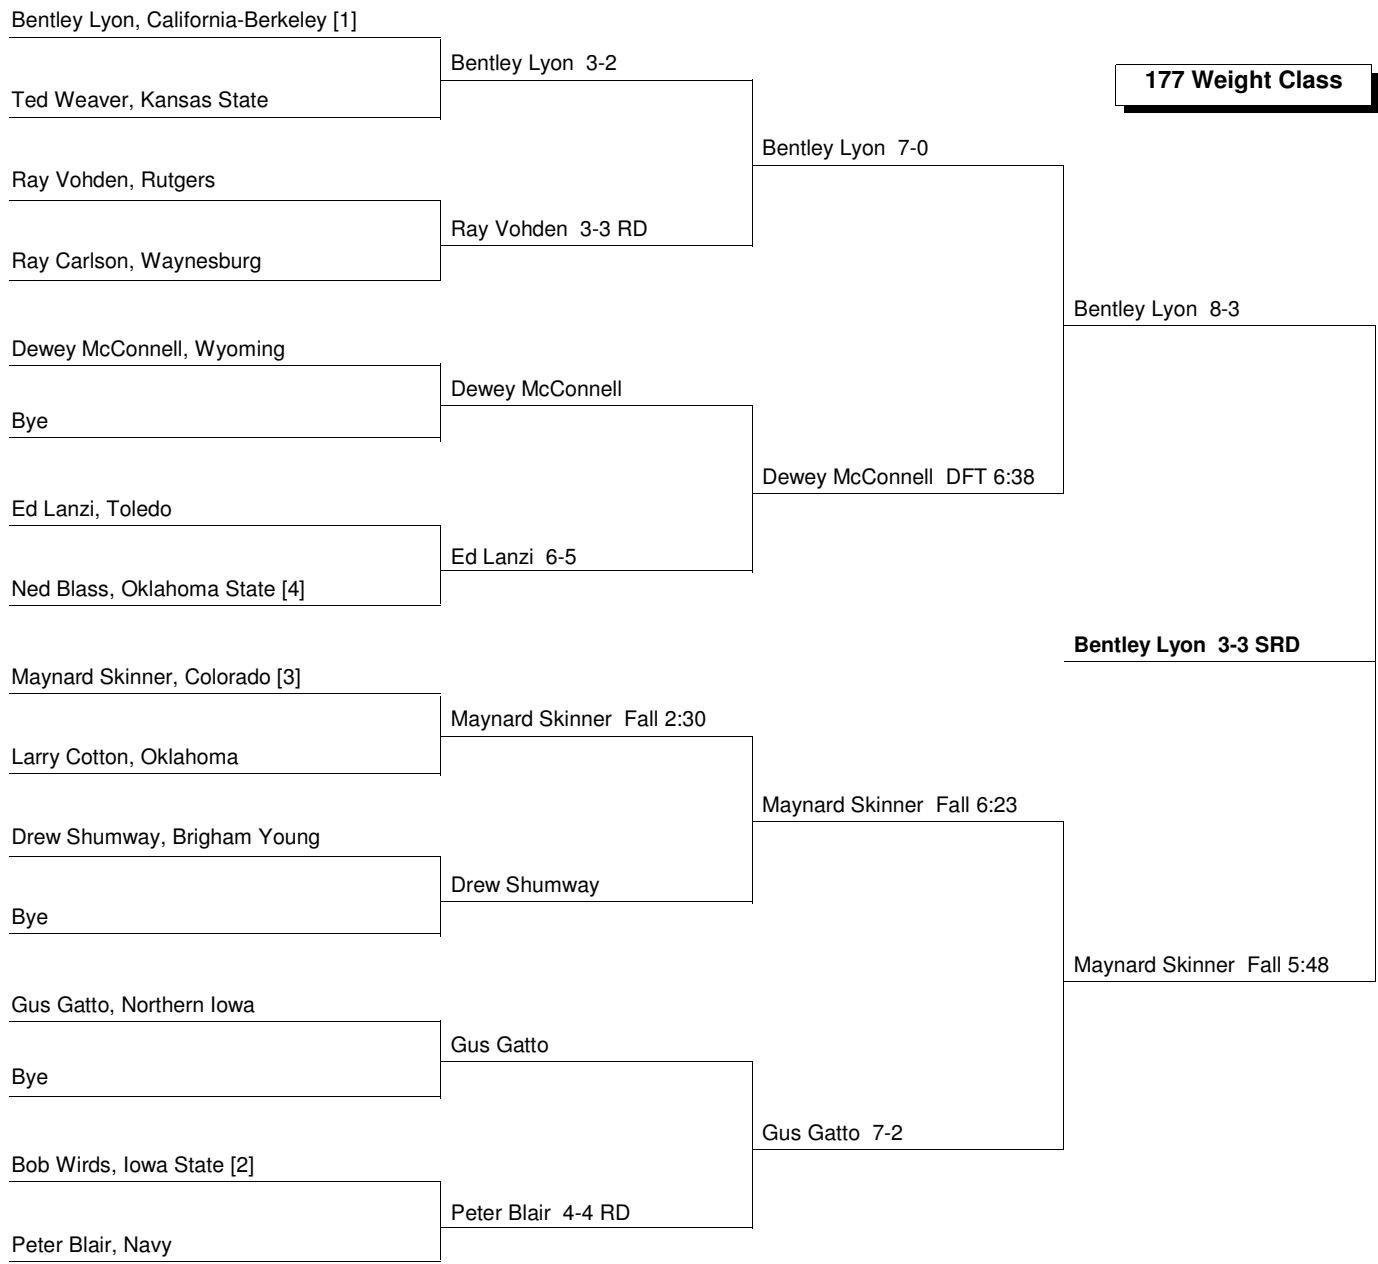 Bentley Lyon, California-Berkeley [1]
Bentley Lyon 3-2
177 Weight Class
Ted Weaver, Kansas State
Bentley Lyon 7-0
Ray Vohden, Rutgers
Ray Vohden 3-3 RD
Ray Carlson, Waynesburg
Bentley Lyon 8-3
Dewey McConnell, Wyoming
Dewey McConnell
Bye
Dewey McConnell DFT 6:38
Ed Lanzi, Toledo
Ed Lanzi 6-5
Ned Blass, Oklahoma State [4]
Bentley Lyon 3-3 SRD
Maynard Skinner, Colorado [3]
Maynard Skinner Fall 2:30
Larry Cotton, Oklahoma
Maynard Skinner Fall 6:23
Drew Shumway, Brigham Young
Drew Shumway
Bye
Maynard Skinner Fall 5:48
Gus Gatto, Northern Iowa
Gus Gatto
Bye
Gus Gatto 7-2
Bob Wirds, Iowa State [2]
Peter Blair 4-4 RD
Peter Blair, Navy